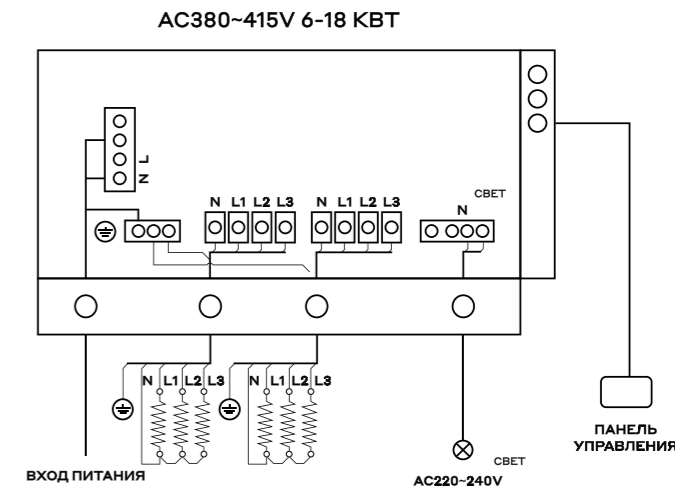 AC380~415V 6-18 КВТ
N L
СВЕТ
N L1 L2 L3 N L1 L2 L3 N
N L1 L2 L3 N L1 L2 L3
ПАНЕЛЬ
УПРАВЛЕНИЯ
ВХОД ПИТАНИЯ
СВЕТ
AC220~240V